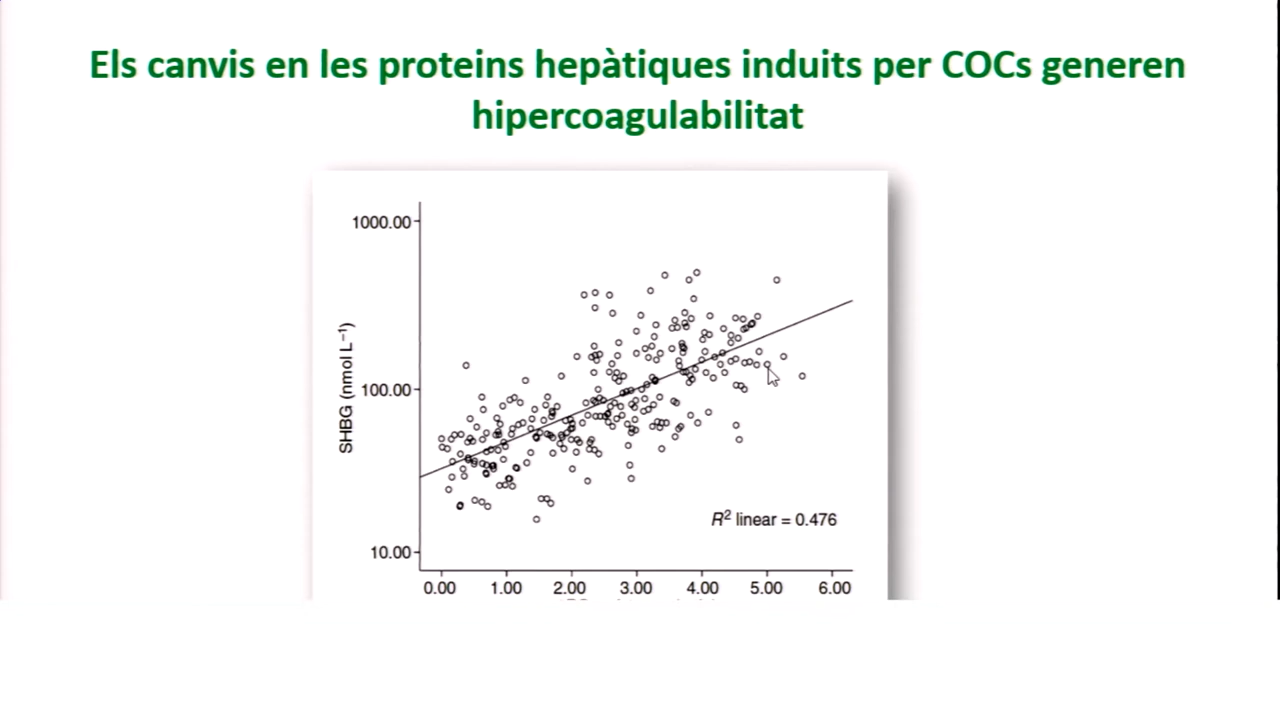 Els canvis en les proteins hepàtiques induits per COCs generen
hipercoagulabilitat
1000.00
100.00
10.00
SHBG (nmol L⁻¹)
R² linear = 0.476
0.00 1.00 2.00 3.00 4.00 5.00 6.00